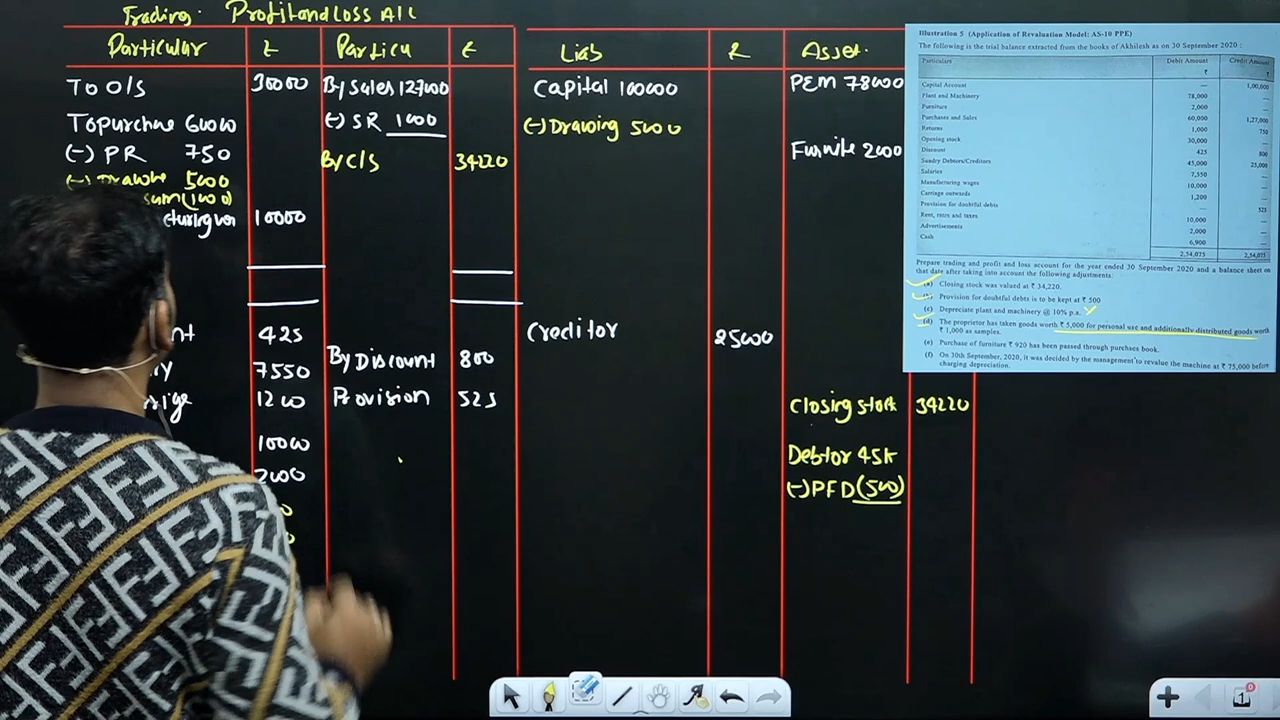 Trading. Profit and Loss A/C
Particular ₹ Particu ₹
To O/S 30000 By Sales 127000
To purchase 60000 (-) SR 1000
(-) PR 750 By C/S 34220
(-) Drawing 5000
sum (1000)
cturing 10000
425
7550 By Discount 800
1200 Provision 525
10000
2000
Liab ₹ Asset.
Capital 100000 PEM 78000
(-) Drawing 5000
Furnite 2000
Creditor 25000
Closing stock 34220
Debtor 45K
(-) PFD (500)
Illustration 5 (Application of Revaluation Model: AS-10 PPE)
The following is the trial balance extracted from the books of Akhilesh as on 30 September 2020 :
Particulars Debit Amount ₹ Credit Amount ₹
Capital Account — 1,00,000
Plant and Machinery 78,000 —
Furniture 2,000 —
Purchases and Sales 60,000 1,27,000
Returns 1,000 750
Opening stock 30,000 —
Discount 425 800
Sundry Debtors/Creditors 45,000 25,000
Salaries 7,550 —
Manufacturing wages 10,000 —
Carriage outwards 1,200 —
Provision for doubtful debts — 525
Rent, rates and taxes 10,000 —
Advertisements 2,000 —
Cash 6,900 —
2,54,075 2,54,075
Prepare trading and profit and loss account for the year ended 30 September 2020 and a balance sheet on
that date after taking into account the following adjustments:
(a) Closing stock was valued at ₹ 34,220.
(b) Provision for doubtful debts is to be kept at ₹ 500
(c) Depreciate plant and machinery @ 10% p.a.
(d) The proprietor has taken goods worth ₹ 5,000 for personal use and additionally distributed goods worth
₹ 1,000 as samples.
(e) Purchase of furniture ₹ 920 has been passed through purchases book.
(f) On 30th September, 2020, it was decided by the management to revalue the machine at ₹ 75,000 before
charging depreciation.
1